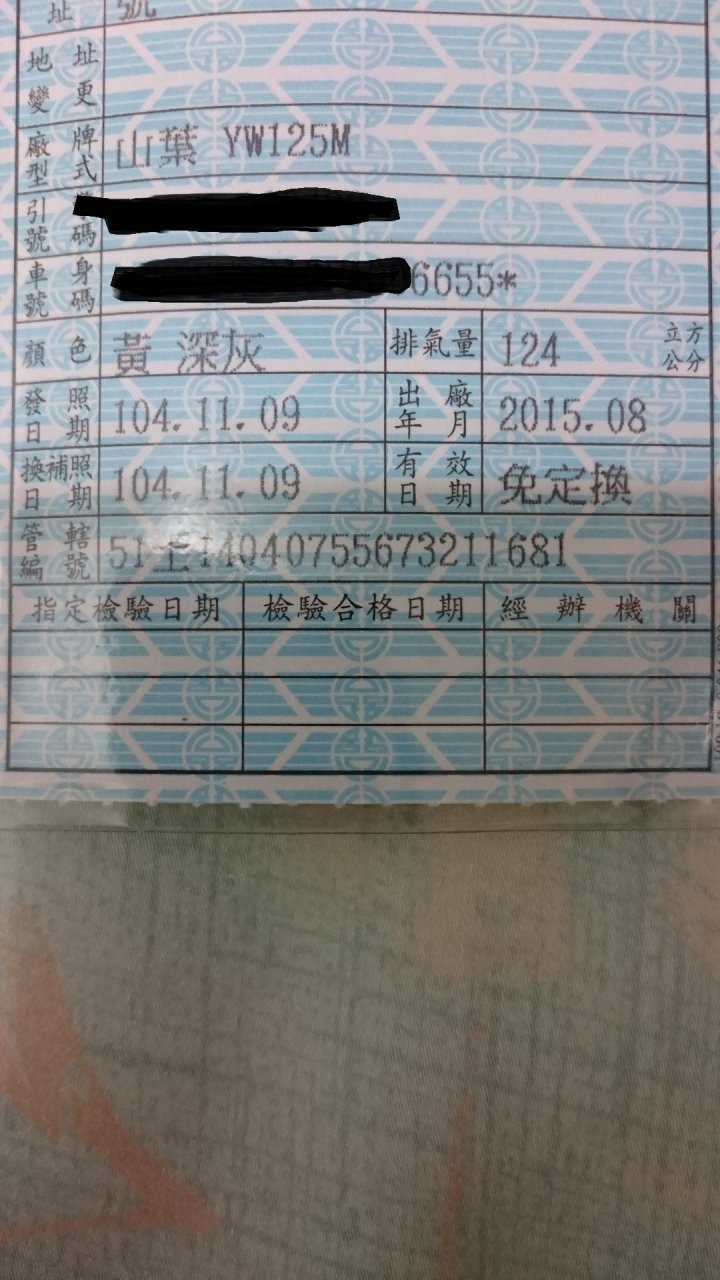 址 號
地址變更
廠牌型式 山葉 YW125M
引 號碼
車身號碼 6655*
顏色 黃 深灰 排氣量 124 立方公分
發照日期 104.11.09 出廠年月 2015.08
換補照日期 104.11.09 有效日期 免定換
管轄編號
指定檢驗日期 檢驗合格日期 經辦機關